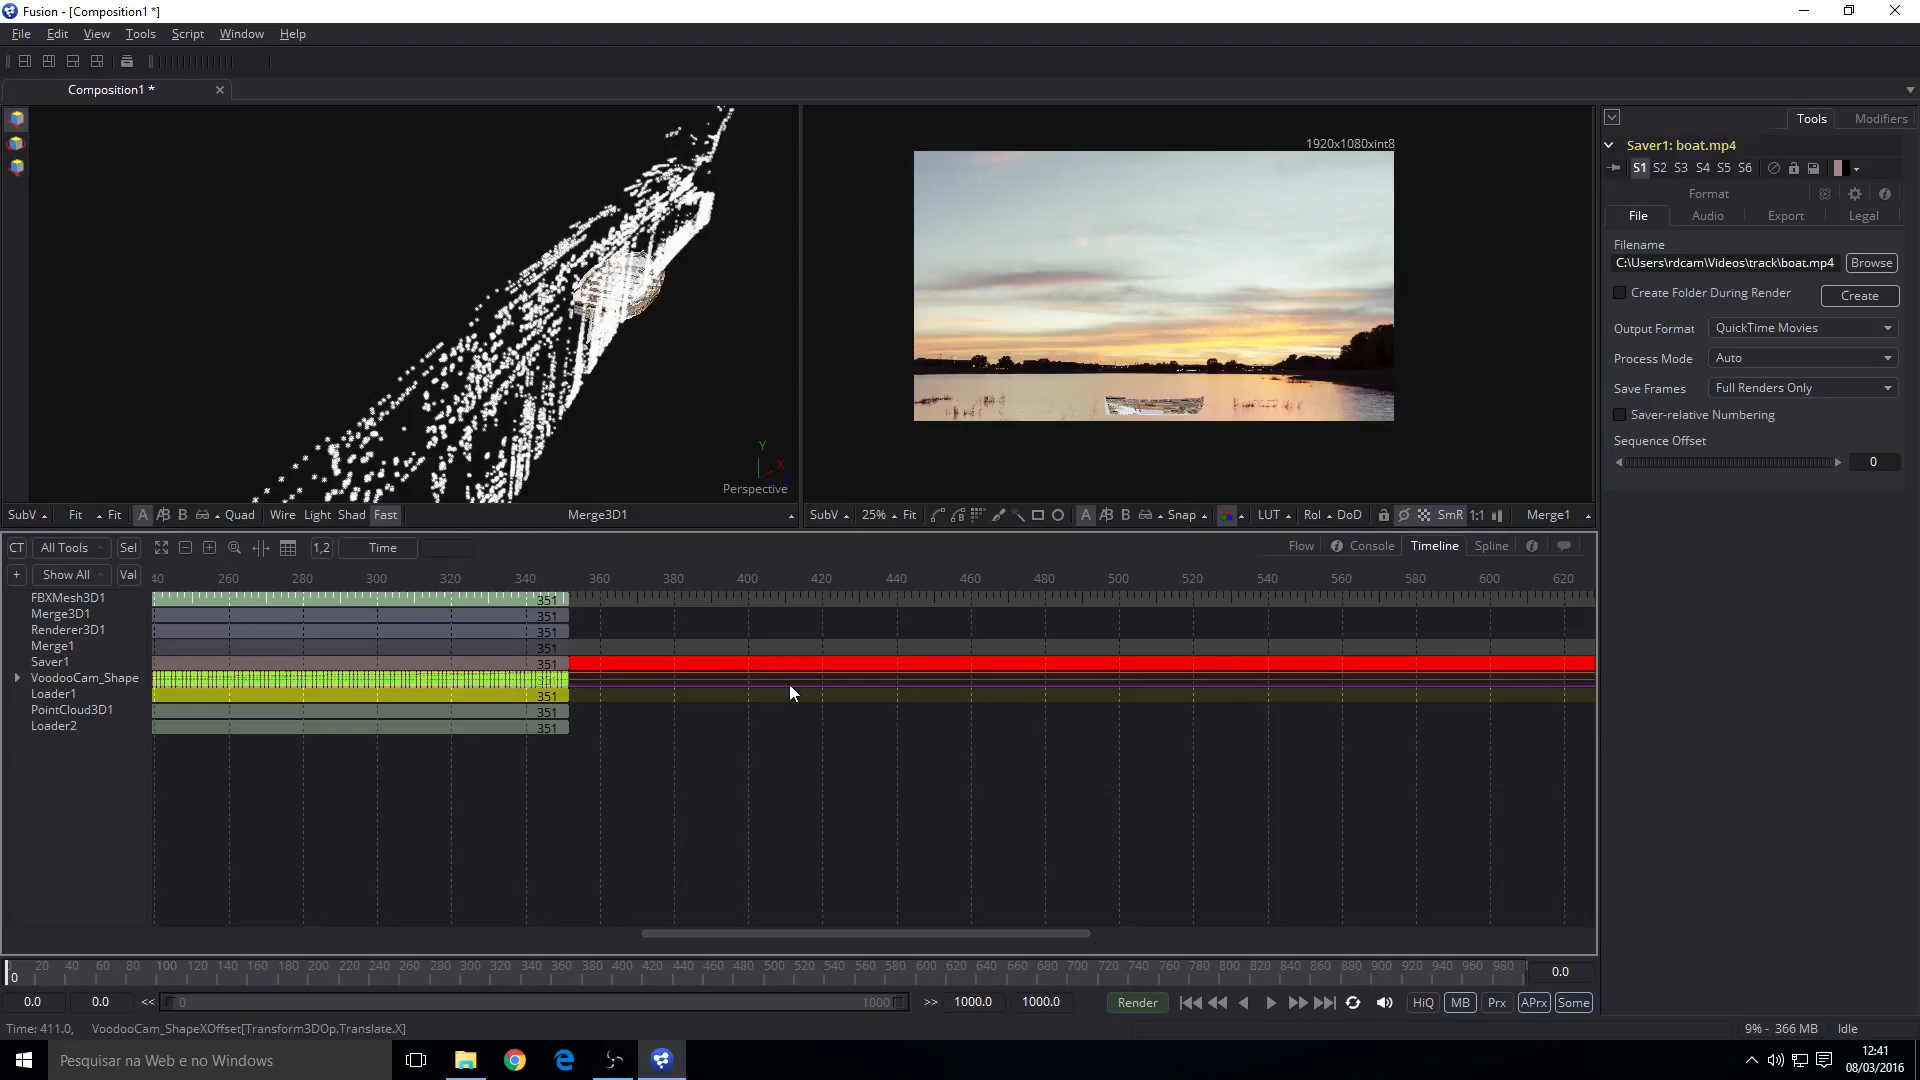 Fusion - [Composition1 *]
File Edit View Tools Script Window Help
Composition1 *
Tools Modifiers
1920x1080xint8
Saver1: boat.mp4
S1 S2 S3 S4 S5 S6
Format
File Audio Export Legal
Filename
C:\Users\rdcam\Videos\track\boat.mp4 Browse
Create Folder During Render Create
Output Format QuickTime Movies
Process Mode Auto
Save Frames Full Renders Only
Saver-relative Numbering
Sequence Offset
0
Y
X
Perspective
SubV Fit Fit A B Quad Wire Light Shad Fast Merge3D1
SubV 25% Fit A B Snap LUT RoI DoD SmR 1:1 Merge1
CT All Tools Sel 1,2 Time Flow Console Timeline Spline
+ Show All Val 40 260 280 300 320 340 360 380 400 420 440 460 480 500 520 540 560 580 600 620
FBXMesh3D1 351
Merge3D1 351
Renderer3D1 351
Merge1 351
Saver1 351
VoodooCam_Shape
Loader1 351
PointCloud3D1 351
Loader2 351
0 20 40 60 80 100 120 140 160 180 200 220 240 260 280 300 320 340 360 380 400 420 440 460 480 500 520 540 560 580 600 620 640 660 680 700 720 740 760 780 800 820 840 860 880 900 920 940 960 980 0.0
0.0 0.0 << 0 1000 >> 1000.0 1000.0 Render HiQ MB Prx APrx Some
Time: 411.0, VoodooCam_ShapeXOffset[Transform3DOp.Translate.X] 9% - 366 MB Idle
Pesquisar na Web e no Windows
12:41
08/03/2016